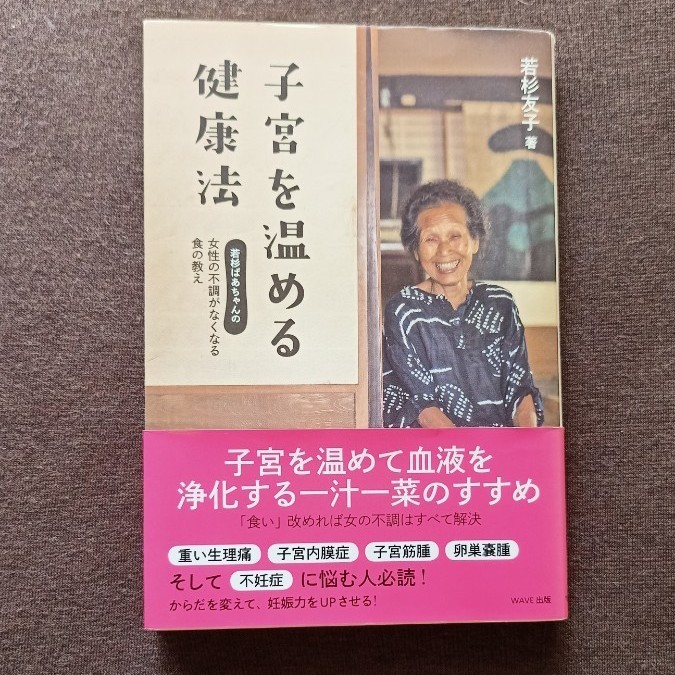 若杉友子 著
子宮を温める
健康法
若杉ばあちゃんの
女性の不調がなくなる
食の教え
子宮を温めて血液を
浄化する一汁一菜のすすめ
「食い」改めれば女の不調はすべて解決
重い生理痛 子宮内膜症 子宮筋腫 卵巣嚢腫
そして 不妊症 に悩む人必読!
からだを変えて、妊娠力をUPさせる!
WAVE出版